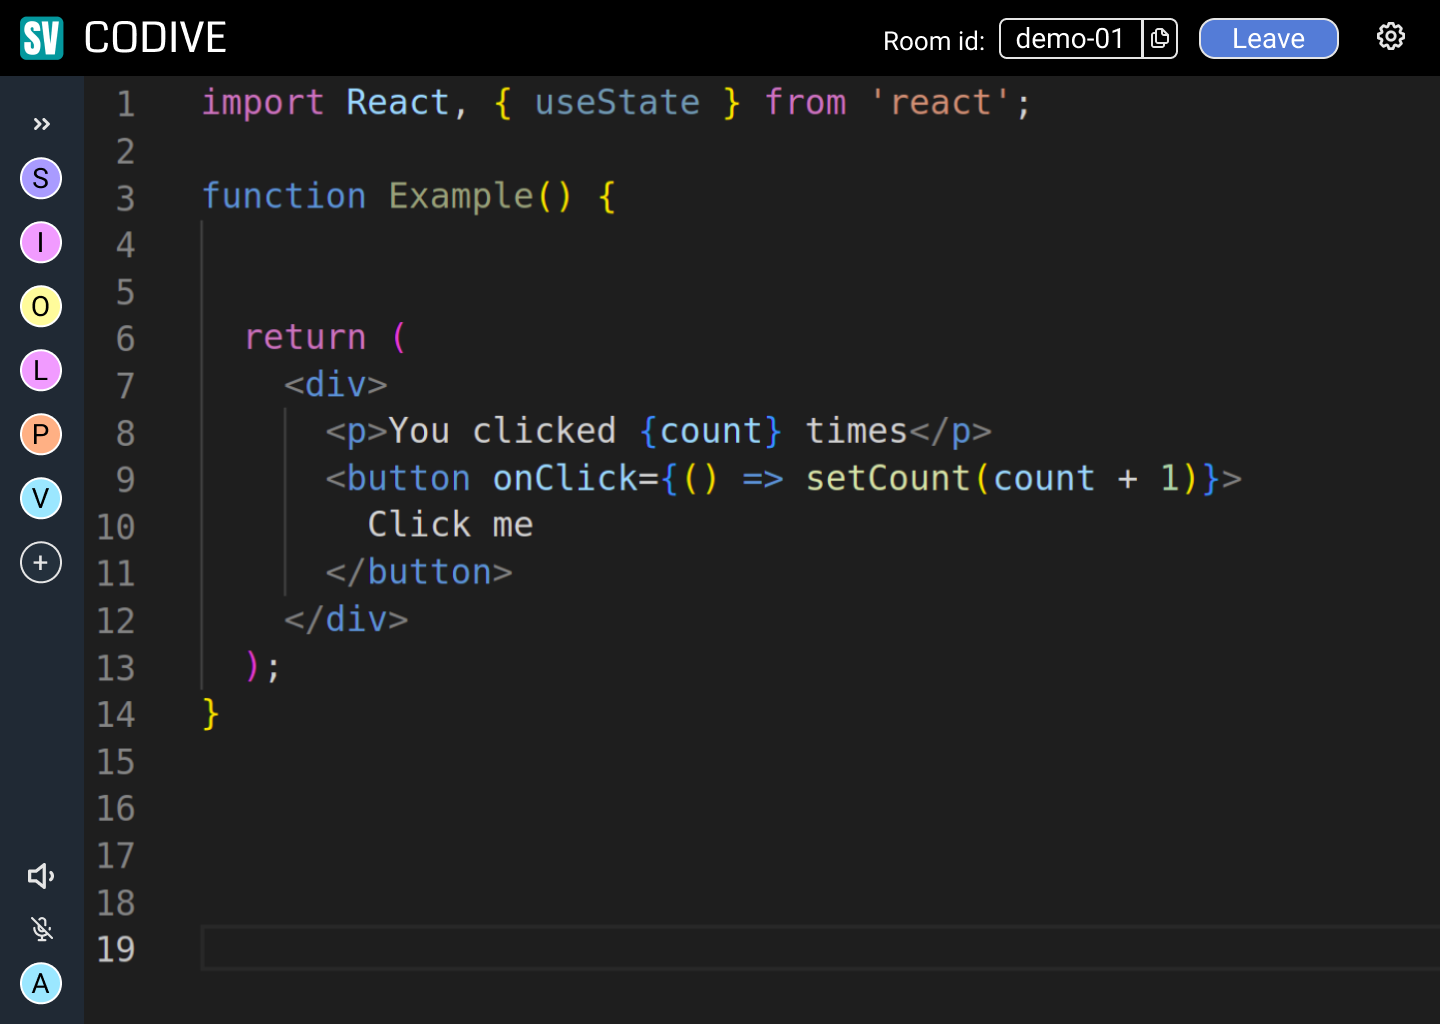 SV CODIVE Room id: demo-01 Leave
S
I
O
L
P
V
+
A
1 import React, { useState } from 'react';
2
3 function Example() {
4
5
6 return (
7 <div>
8 <p>You clicked {count} times</p>
9 <button onClick={() => setCount(count + 1)}>
10 Click me
11 </button>
12 </div>
13 );
14 }
15
16
17
18
19